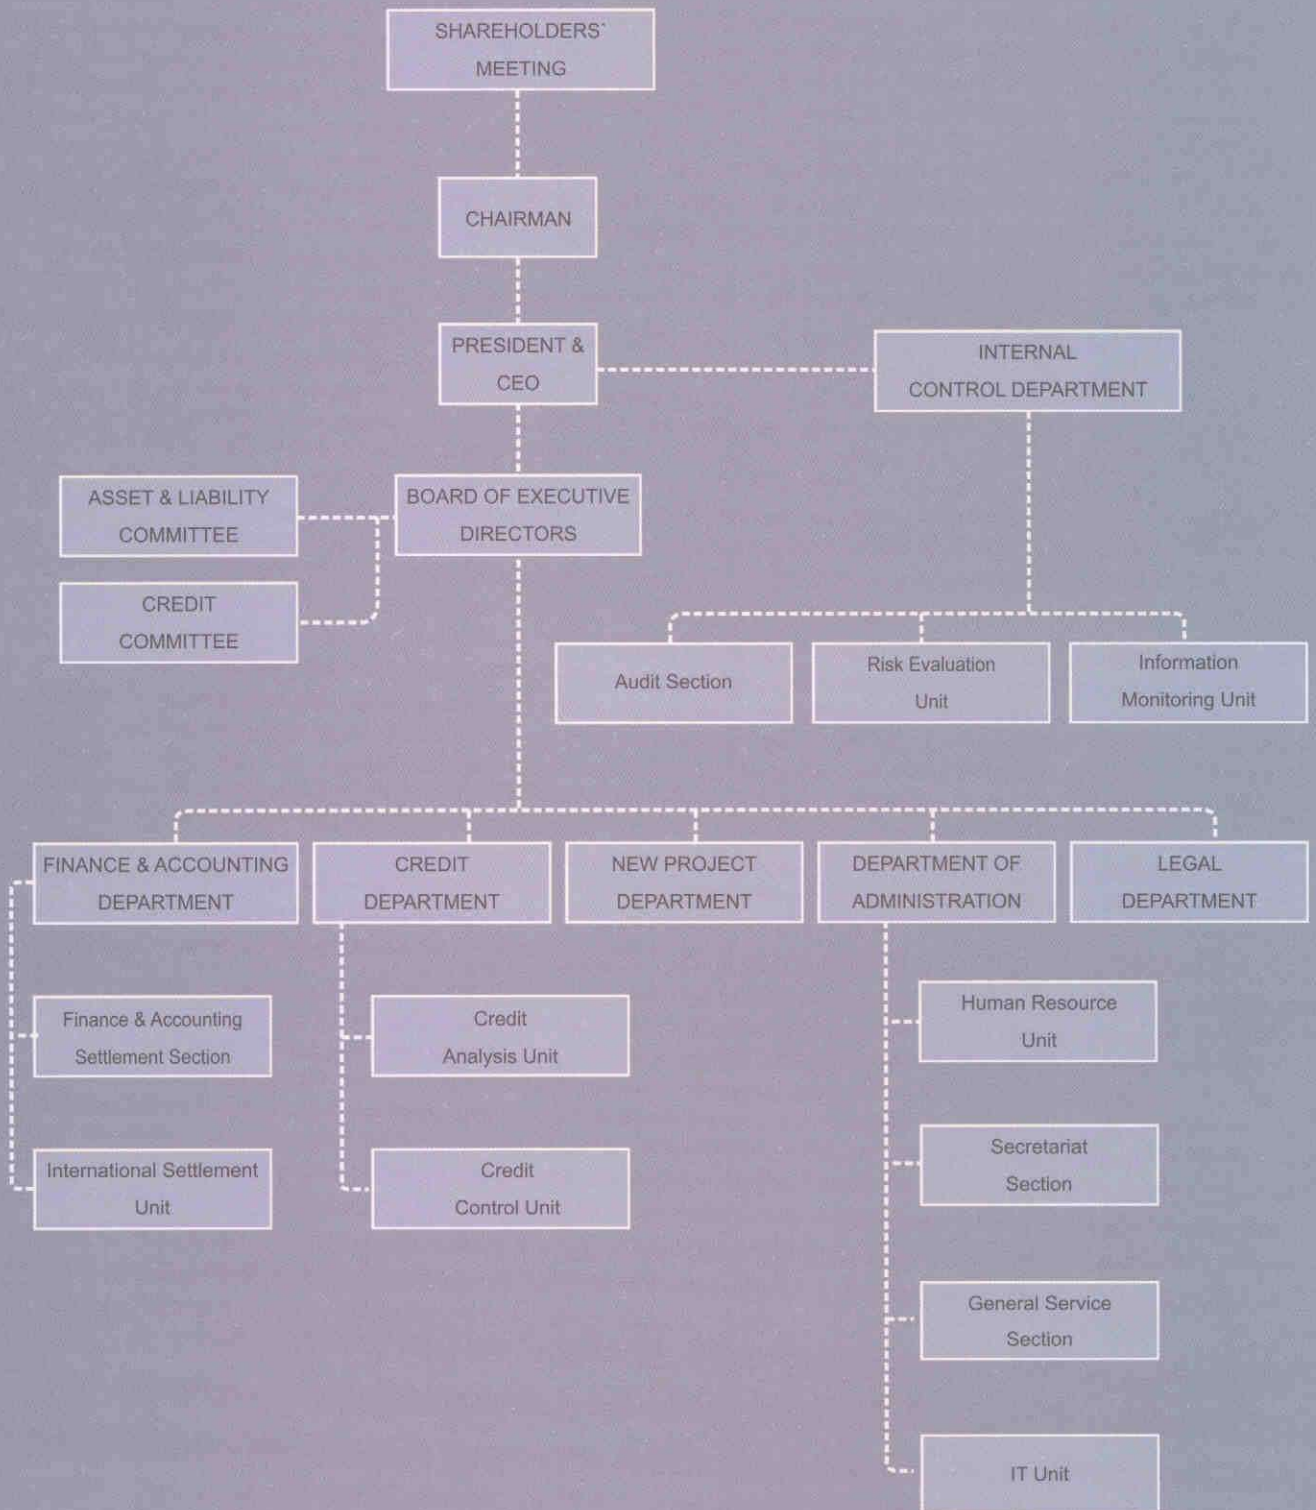 SHAREHOLDERS`
MEETING
CHAIRMAN
PRESIDENT &
CEO
INTERNAL
CONTROL DEPARTMENT
ASSET & LIABILITY
COMMITTEE
BOARD OF EXECUTIVE
DIRECTORS
CREDIT
COMMITTEE
Audit Section
Risk Evaluation
Unit
Information
Monitoring Unit
FINANCE & ACCOUNTING
DEPARTMENT
CREDIT
DEPARTMENT
NEW PROJECT
DEPARTMENT
DEPARTMENT OF
ADMINISTRATION
LEGAL
DEPARTMENT
Finance & Accounting
Settlement Section
Credit
Analysis Unit
Human Resource
Unit
International Settlement
Unit
Credit
Control Unit
Secretariat
Section
General Service
Section
IT Unit